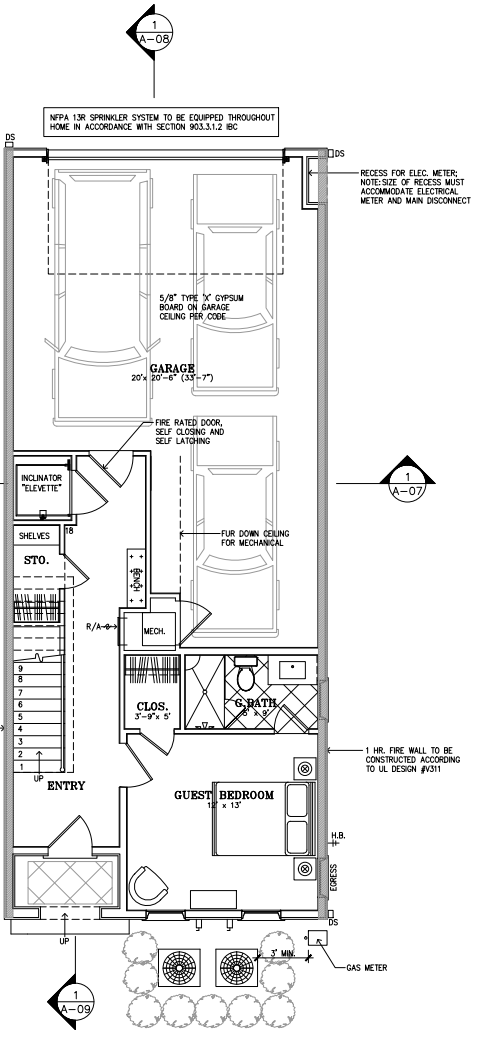 1
A-08
NFPA 13R SPRINKLER SYSTEM TO BE EQUIPPED THROUGHOUT
HOME IN ACCORDANCE WITH SECTION 903.3.1.2 IBC
DS
DS
RECESS FOR ELEC. METER;
NOTE:SIZE OF RECESS MUST
ACCOMMODATE ELECTRICAL
METER AND MAIN DISCONNECT
5/8" TYPE 'X' GYPSUM
BOARD ON GARAGE
CEILING PER CODE
GARAGE
20'x 20'-6" (33'-7")
FIRE RATED DOOR,
SELF CLOSING AND
SELF LATCHING
INCLINATOR
"ELEVETTE"
1
A-07
18
SHELVES
FUR DOWN CEILING
FOR MECHANICAL
STO.
BENCH
R/A
MECH.
9
8
7
6
5
4
3
2
1
UP
CLOS.
3'-9"x 5'
G.BATH
8' x 9'
1 HR. FIRE WALL TO BE
CONSTRUCTED ACCORDING
TO UL DESIGN #V311
ENTRY
GUEST BEDROOM
12' x 13'
H.B.
EGRESS
DS
UP
3' MIN.
GAS METER
1
A-09